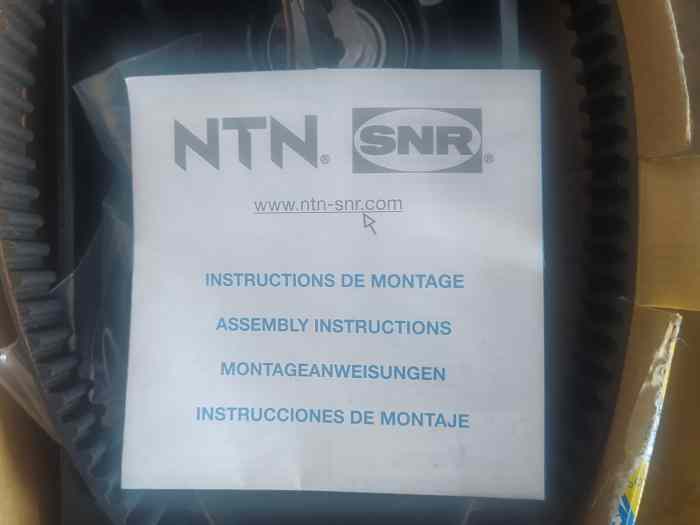 NTN® SNR®
www.ntn-snr.com
INSTRUCTIONS DE MONTAGE
ASSEMBLY INSTRUCTIONS
MONTAGEANWEISUNGEN
INSTRUCCIONES DE MONTAJE